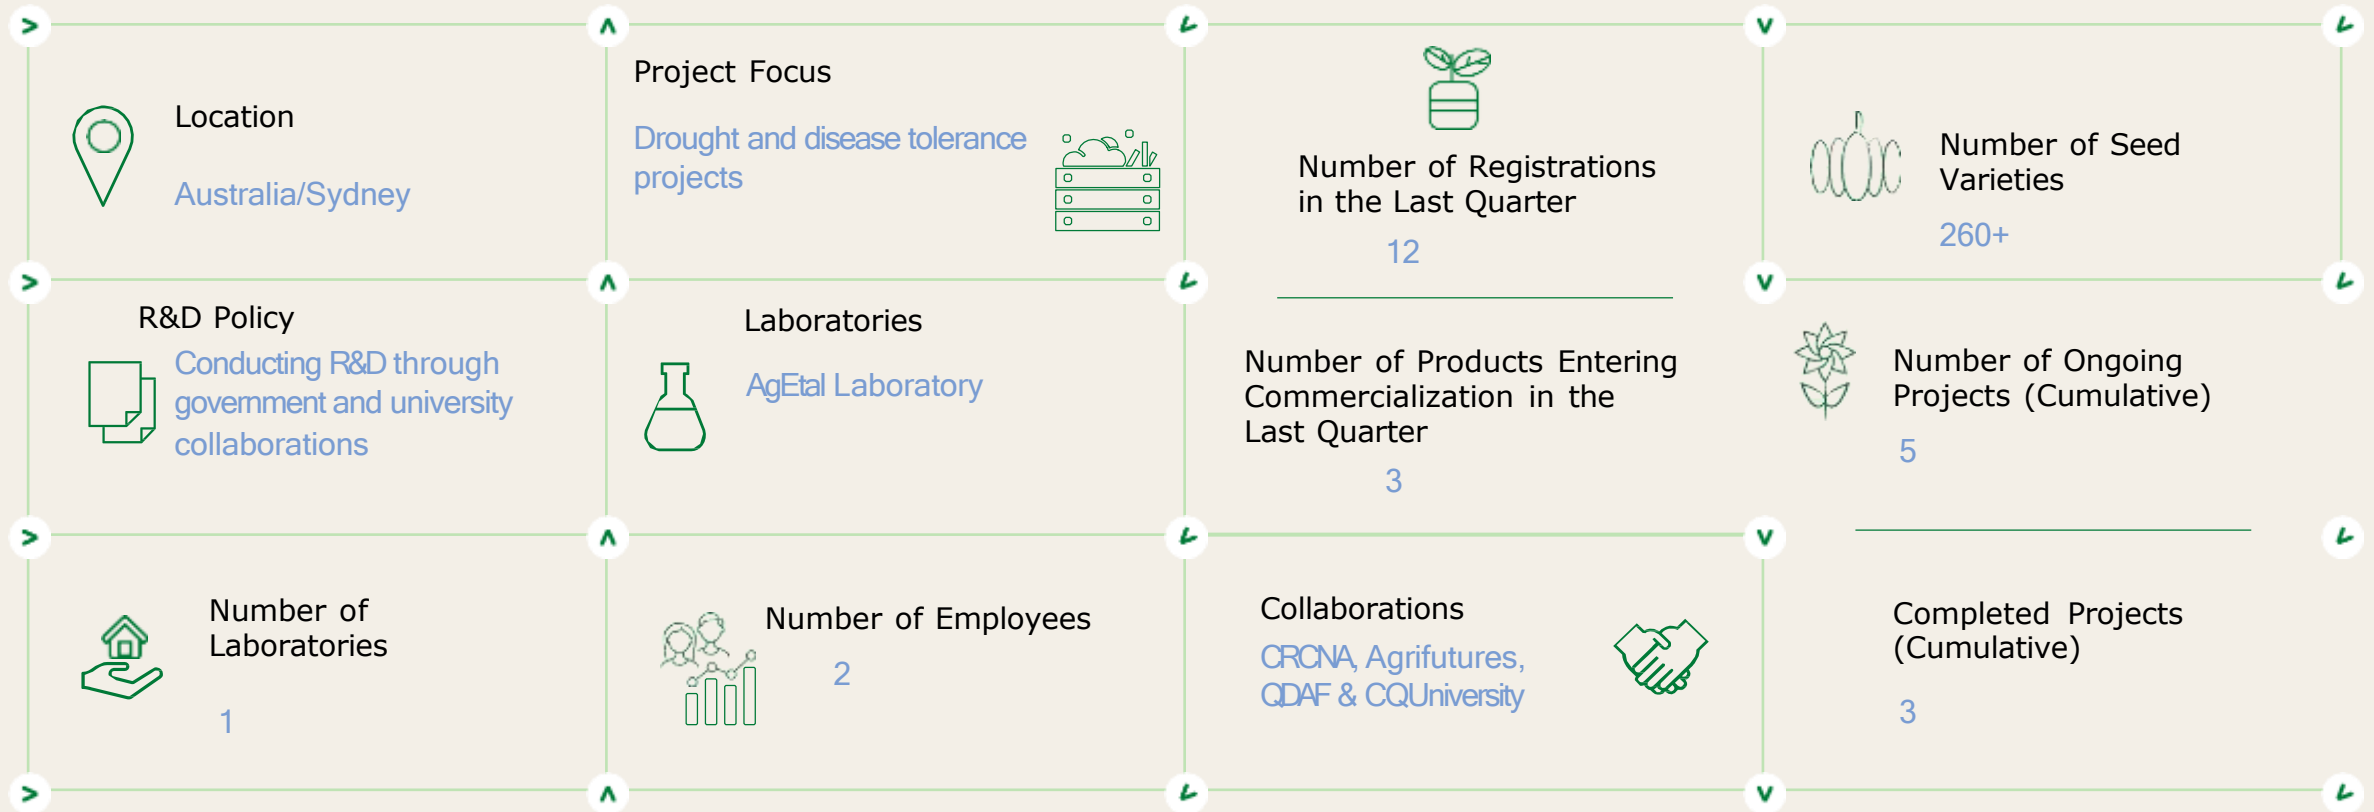 Location
Australia/Sydney
Project Focus
Drought and disease tolerance
projects
Number of Registrations
in the Last Quarter
12
Number of Seed
Varieties
260+
R&D Policy
Conducting R&D through
government and university
collaborations
Laboratories
AgEtal Laboratory
Number of Products Entering
Commercialization in the
Last Quarter
3
Number of Ongoing
Projects (Cumulative)
5
Number of
Laboratories
1
Number of Employees
2
Collaborations
CRCNA, Agrifutures,
QDAF & CQUniversity
Completed Projects
(Cumulative)
3